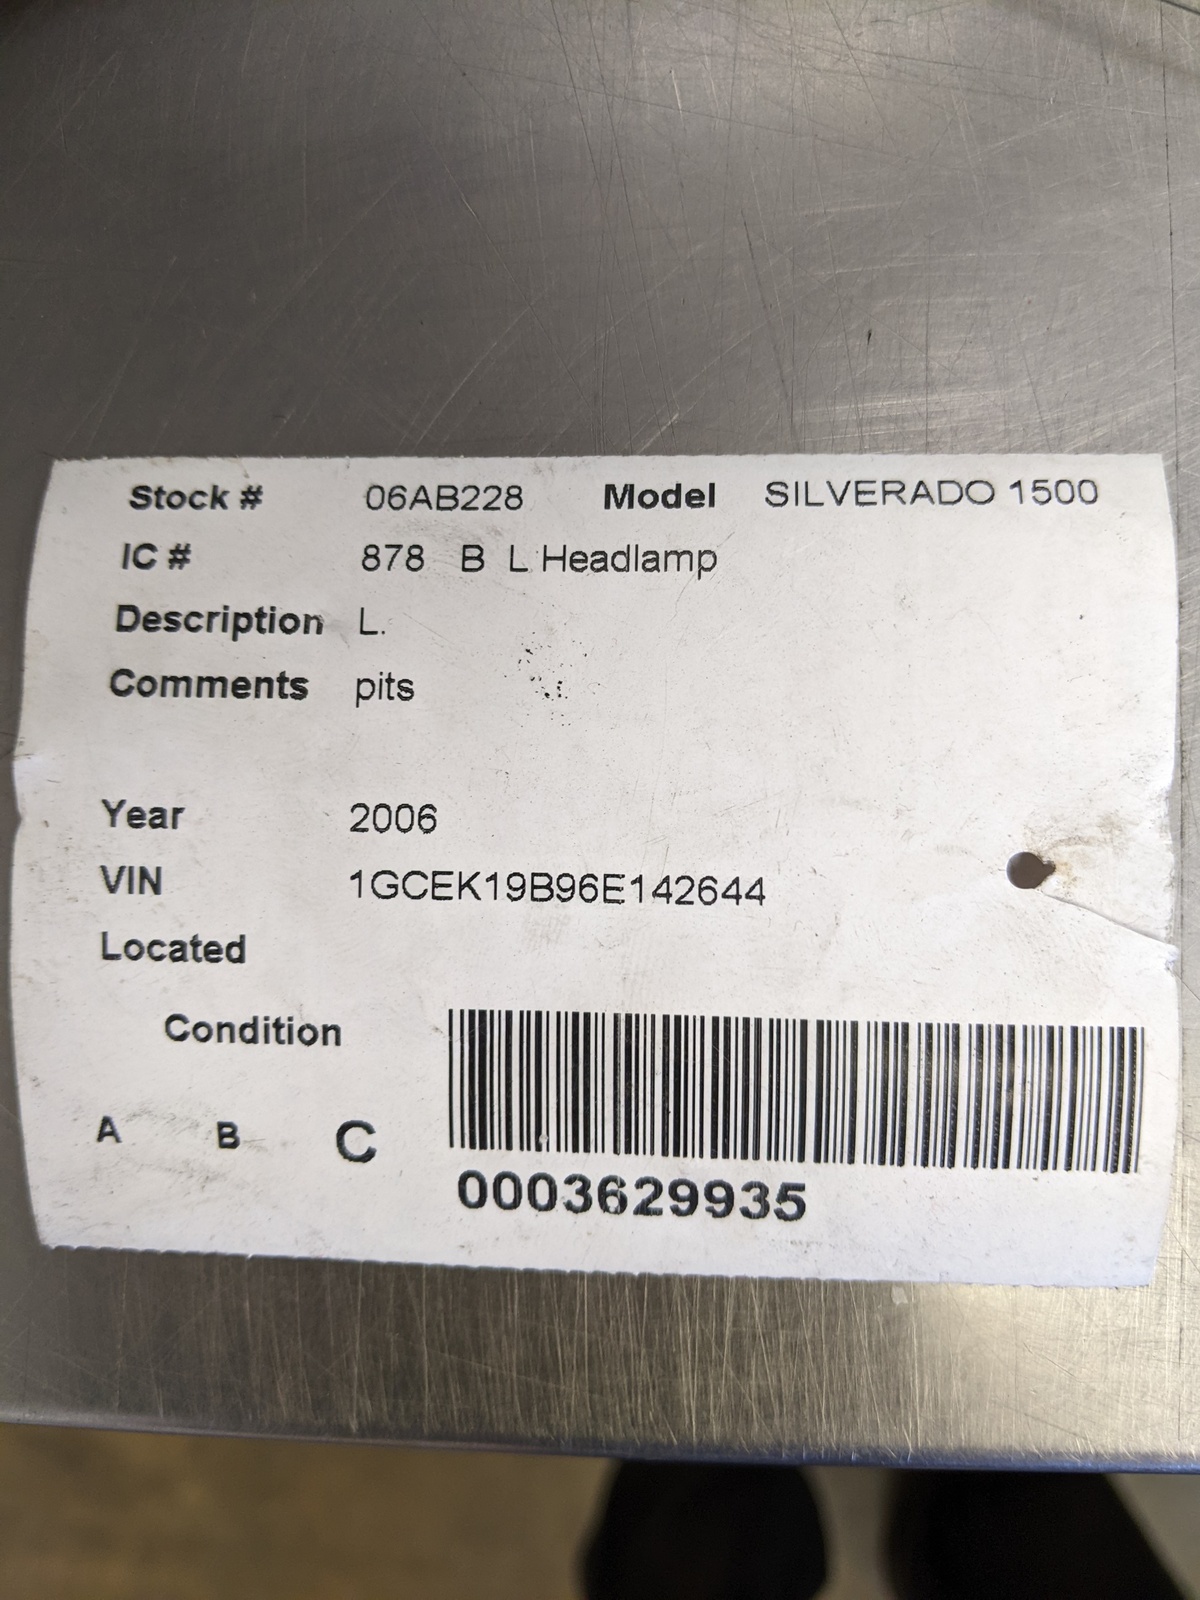 Stock # 06AB228 Model SILVERADO 1500
IC # 878 B L Headlamp
Description L.
Comments pits
Year 2006
VIN 1GCEK19B96E142644
Located
Condition
A B C
0003629935